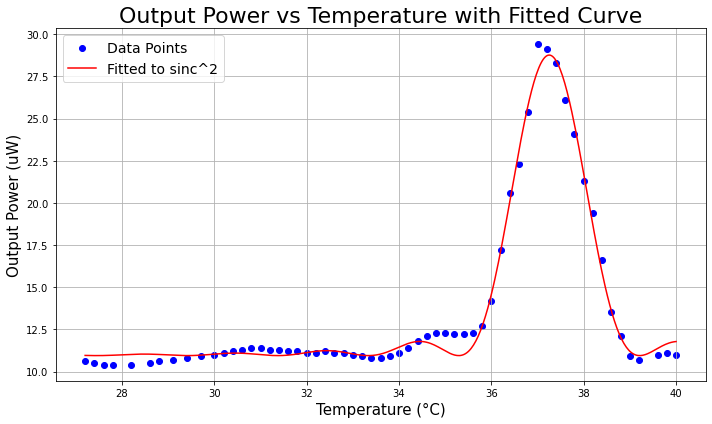 Output Power vs Temperature with Fitted Curve
Data Points
Fitted to sinc^2
Output Power (uW)
30.0
27.5
25.0
22.5
20.0
17.5
15.0
12.5
10.0
28 30 32 34 36 38 40
Temperature (°C)